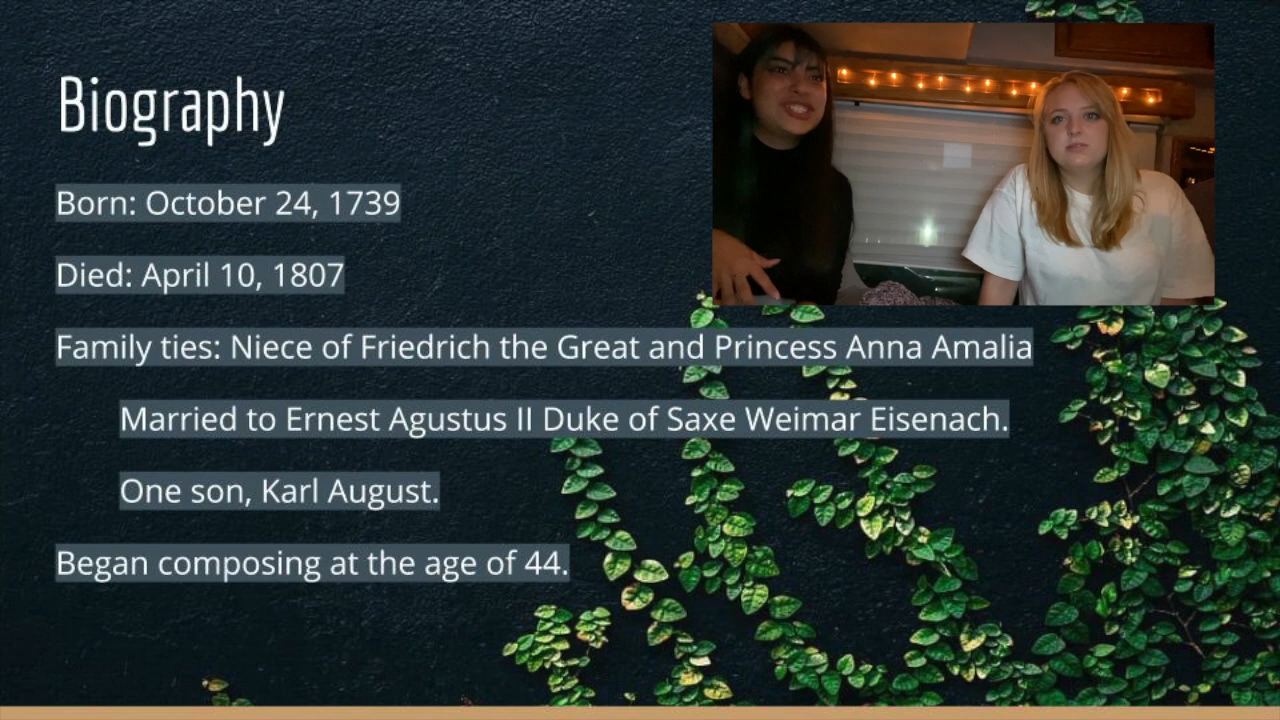 Biography
Born: October 24, 1739
Died: April 10, 1807
Family ties: Niece of Friedrich the Great and Princess Anna Amalia
Married to Ernest Agustus II Duke of Saxe Weimar Eisenach.
One son, Karl August.
Began composing at the age of 44.